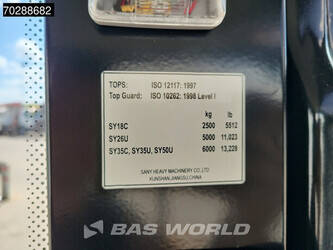 70288682
TOPS: ISO 12117: 1997
Top Guard: ISO 10262: 1998 Level I
kg lb
SY18C 2500 5512
SY26U 5000 11,023
SY35C, SY35U, SY50U 6000 13,228
SANY HEAVY MACHINERY CO.,LTD
KUNSHAN,JIANGSU,CHINA
BAS WORLD